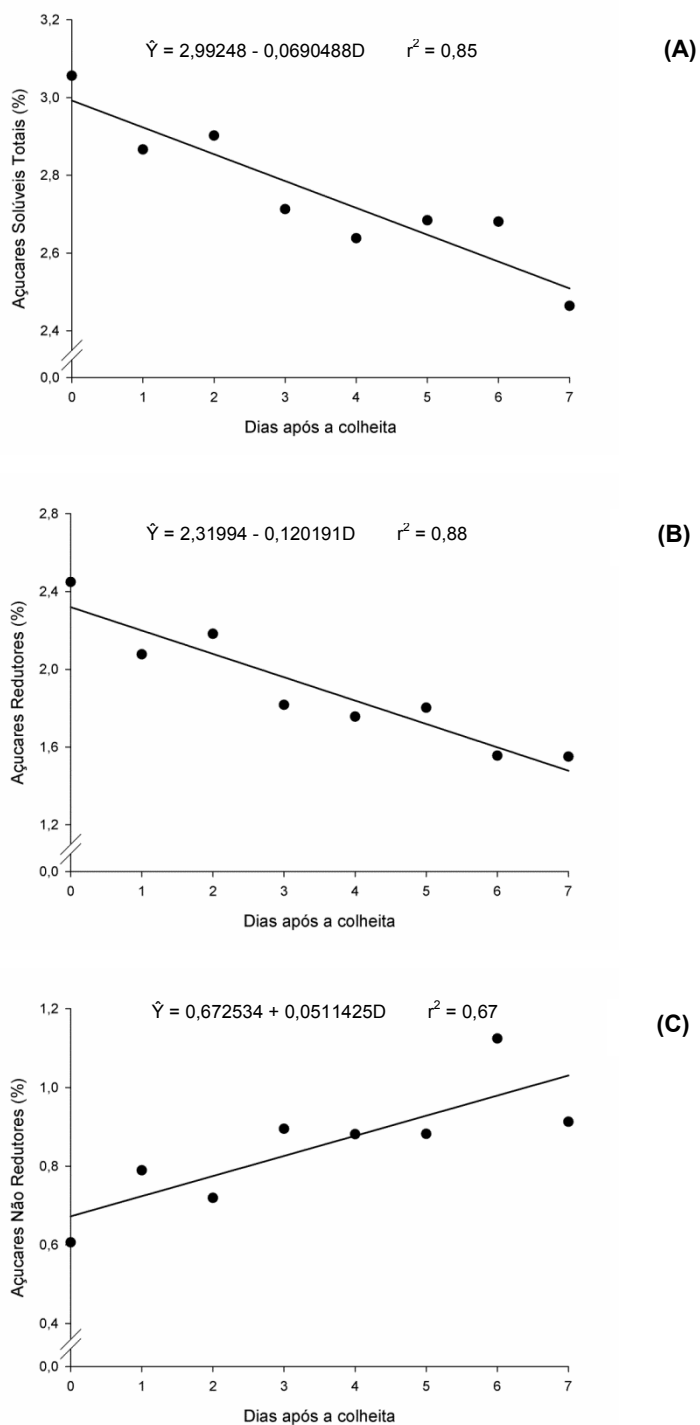 Ŷ = 2,99248 - 0,0690488D r² = 0,85
(A)
Açucares Solúveis Totais (%)
3,2
3,0
2,8
2,6
2,4
0,0
0 1 2 3 4 5 6 7
Dias após a colheita
Ŷ = 2,31994 - 0,120191D r² = 0,88
(B)
Açucares Redutores (%)
2,8
2,4
2,0
1,6
1,2
0,0
0 1 2 3 4 5 6 7
Dias após a colheita
Ŷ = 0,672534 + 0,0511425D r² = 0,67
(C)
Açucares Não Redutores (%)
1,2
1,0
0,8
0,6
0,4
0,0
0 1 2 3 4 5 6 7
Dias após a colheita